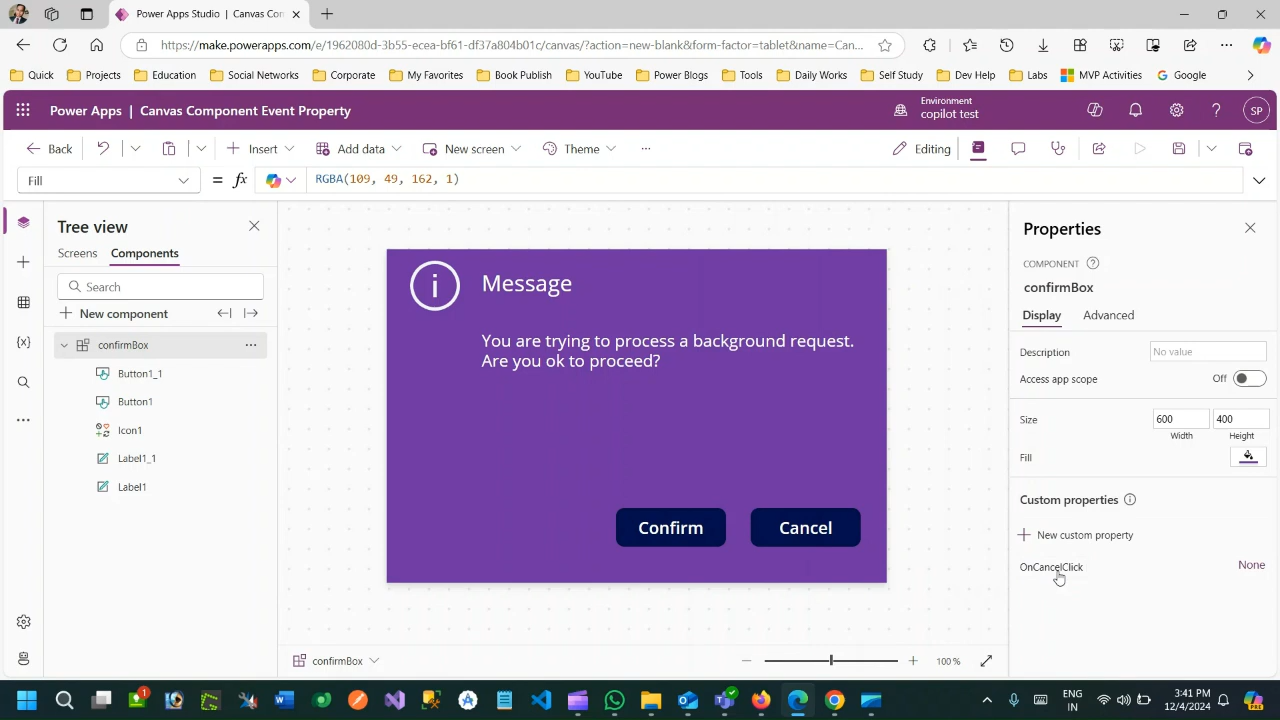 Power Apps Studio | Canvas Con
https://make.powerapps.com/e/1962080d-3b55-ecea-bf61-df37a804b01c/canvas/?action=new-blank&form-factor=tablet&name=Can...
Quick
Projects
Education
Social Networks
Corporate
My Favorites
Book Publish
YouTube
Power Blogs
Tools
Daily Works
Self Study
Dev Help
Labs
MVP Activities
Google
Power Apps | Canvas Component Event Property
Environment
copilot test
SP
Back
Insert
Add data
New screen
Theme
...
Editing
Fill
=
fx
RGBA(109, 49, 162, 1)
Tree view
Screens
Components
Search
New component
confirmBox
Button1_1
Button1
Icon1
Label1_1
Label1
i
Message
You are trying to process a background request.
Are you ok to proceed?
Confirm
Cancel
Properties
COMPONENT
confirmBox
Display
Advanced
Description
No value
Access app scope
Off
Size
600
400
Width
Height
Fill
Custom properties
New custom property
OnCancelClick
None
confirmBox
100 %
1
ENG
IN
3:41 PM
12/4/2024